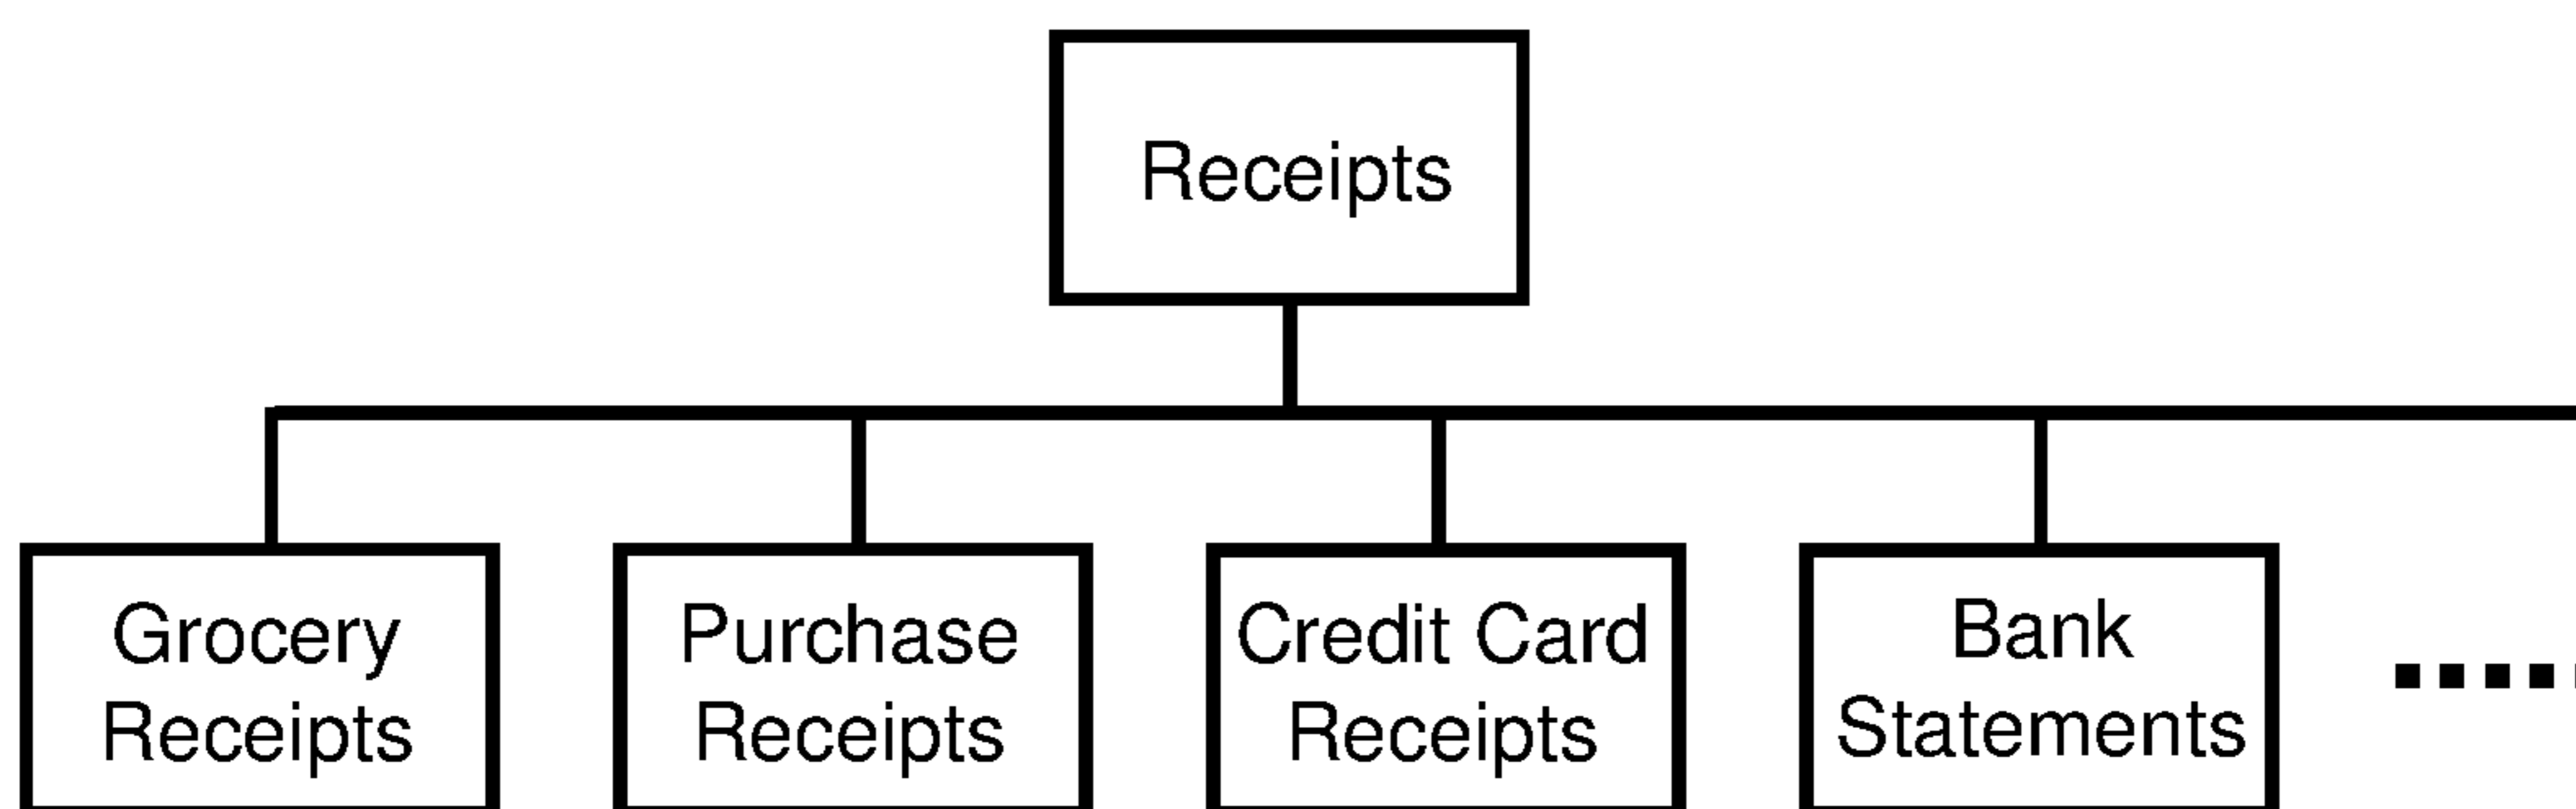 Receipts
Grocery
Receipts
Purchase
Receipts
Credit Card
Receipts
Bank
Statements